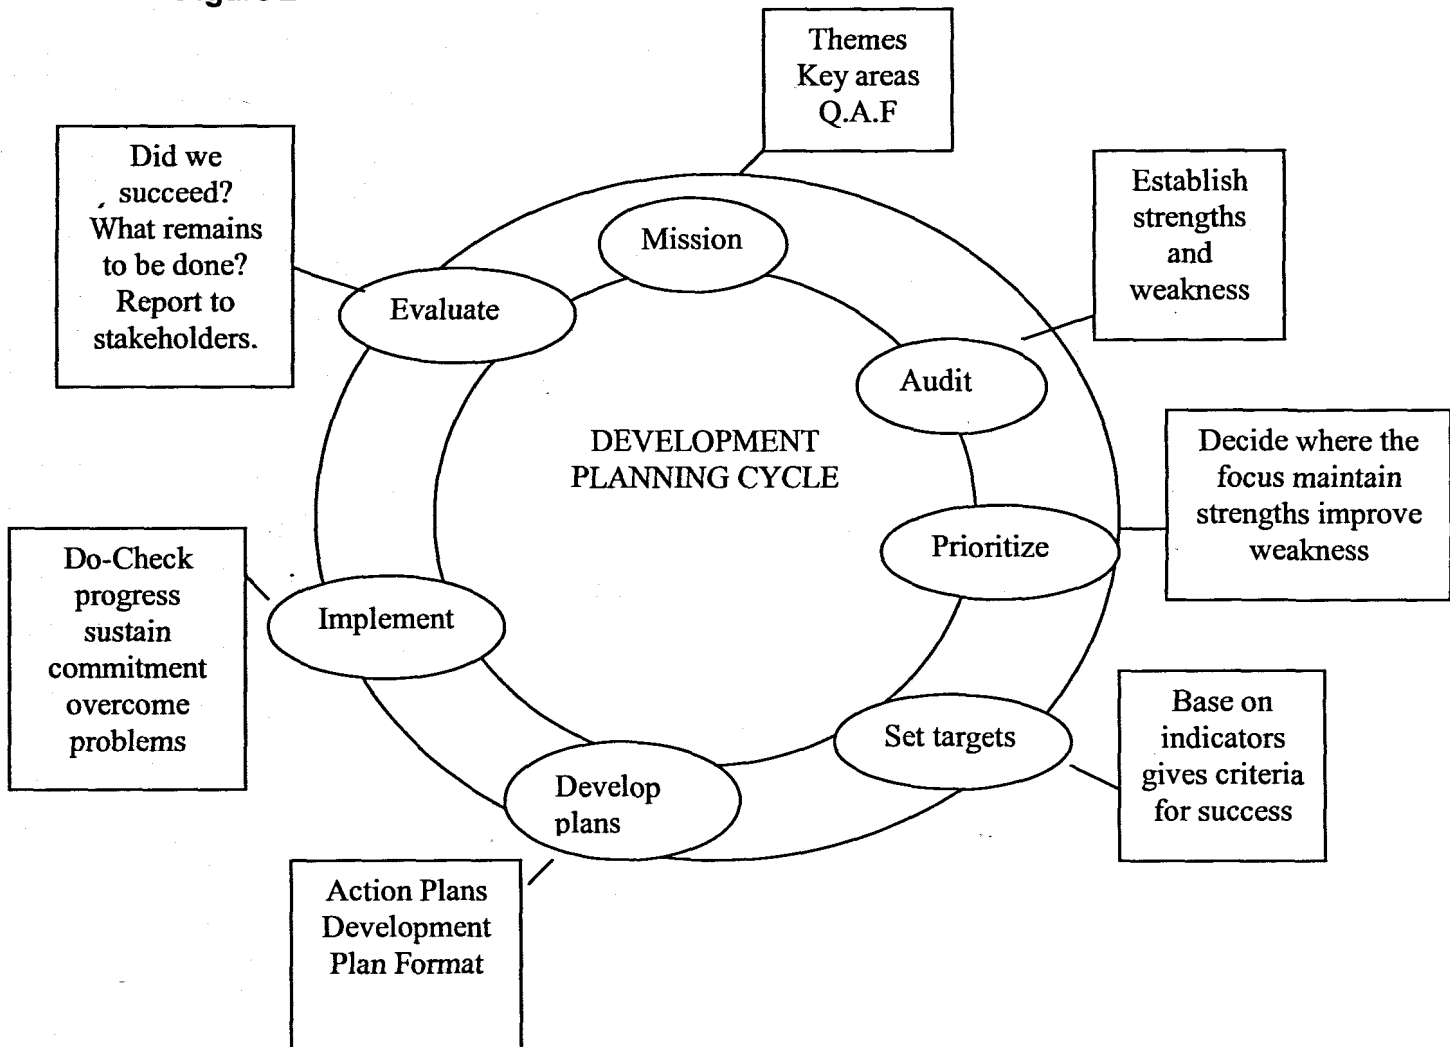 Themes
Key areas
Q.A.F
Did we
succeed?
What remains
to be done?
Report to
stakeholders.
Establish
strengths
and
weakness
Mission
Evaluate
Audit
DEVELOPMENT
PLANNING CYCLE
Decide where the
focus maintain
strengths improve
weakness
Prioritize
Do-Check
progress
sustain
commitment
overcome
problems
Implement
Set targets
Base on
indicators
gives criteria
for success
Develop
plans
Action Plans
Development
Plan Format